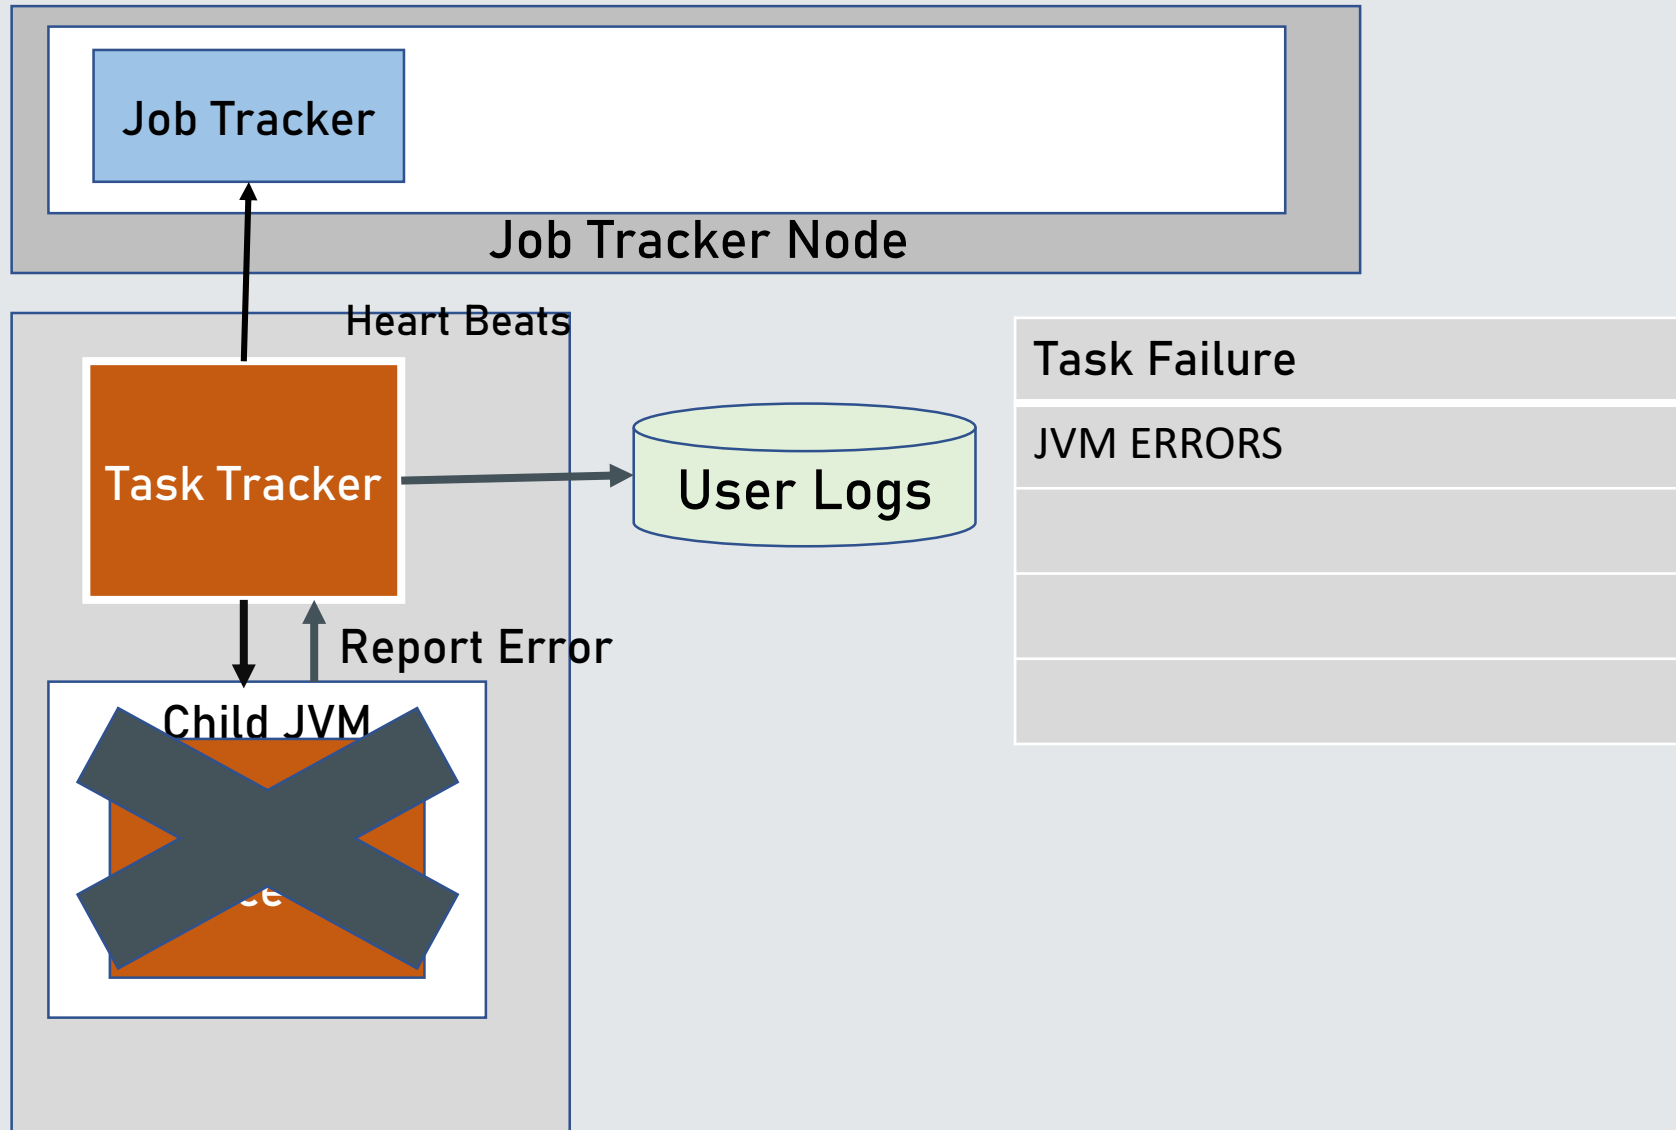 Job Tracker
Job Tracker Node
Heart Beats
Task Tracker
User Logs
Report Error
Child JVM
Task Failure
JVM ERRORS